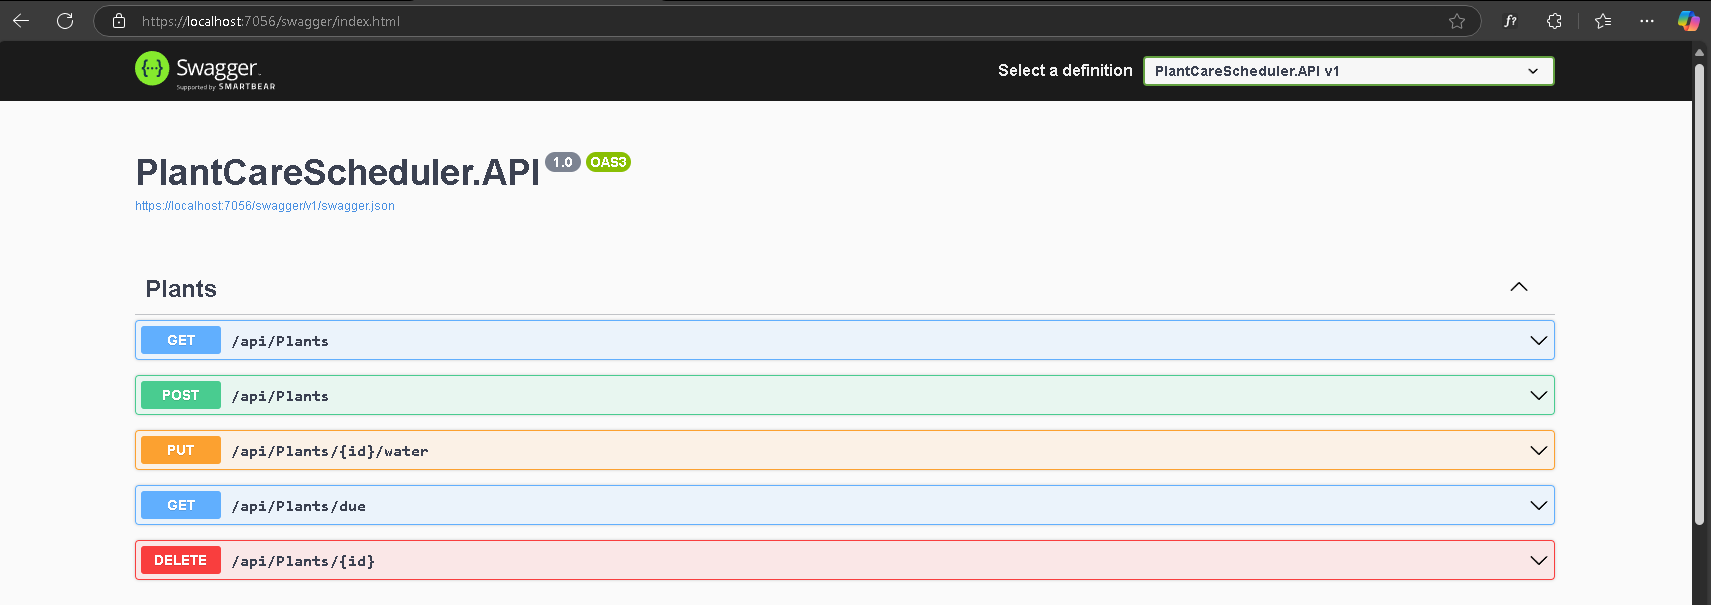 https://localhost:7056/swagger/index.html
Swagger.
Supported by SMARTBEAR
Select a definition
PlantCareScheduler.API v1
PlantCareScheduler.API 1.0 OAS3
https://localhost:7056/swagger/v1/swagger.json
Plants
GET /api/Plants
POST /api/Plants
PUT /api/Plants/{id}/water
GET /api/Plants/due
DELETE /api/Plants/{id}